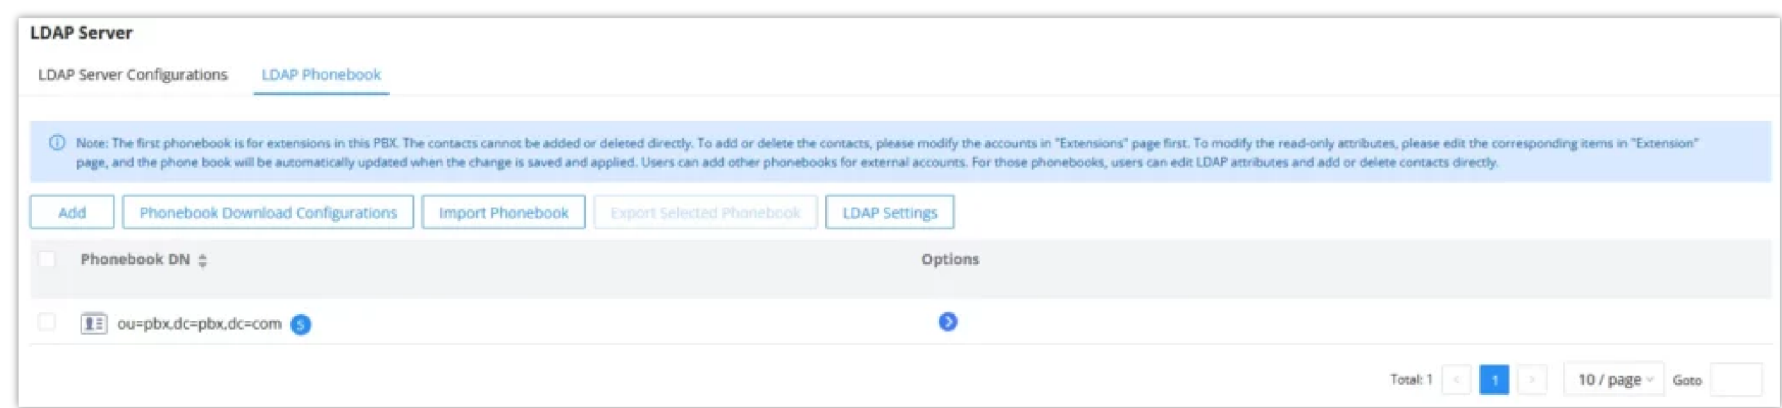 LDAP Server
LDAP Server Configurations LDAP Phonebook
Note: The first phonebook is for extensions in this PBX. The contacts cannot be added or deleted directly. To add or delete the contacts, please modify the accounts in "Extensions" page first. To modify the read-only attributes, please edit the corresponding items in "Extension"
page, and the phone book will be automatically updated when the change is saved and applied. Users can add other phonebooks for external accounts. For those phonebooks, users can edit LDAP attributes and add or delete contacts directly.
Add Phonebook Download Configurations Import Phonebook Export Selected Phonebook LDAP Settings
Phonebook DN Options
ou=pbx,dc=pbx,dc=com S
Total: 1 < 1 > 10 / page Goto